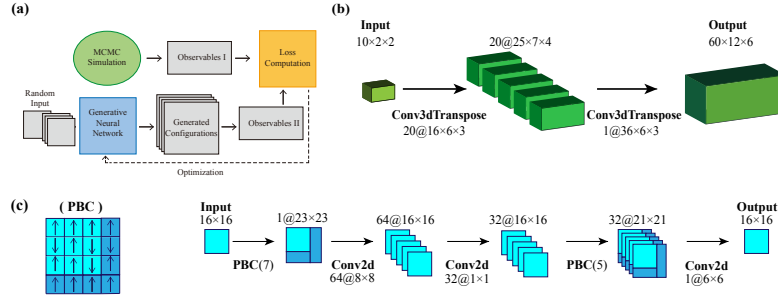 (a)
MCMC
Simulation
Observables I
Loss
Computation
Random
Input
Generative
Neural
Network
Generated
Configurations
Observables II
Optimization
(b)
Input
10×2×2
20@25×7×4
Output
60×12×6
Conv3dTranspose
20@16×6×3
Conv3dTranspose
1@36×6×3
(c)
( PBC )
Input
16×16
1@23×23
64@16×16
32@16×16
32@21×21
Output
16×16
PBC(7)
Conv2d
64@8×8
Conv2d
32@1×1
PBC(5)
Conv2d
1@6×6